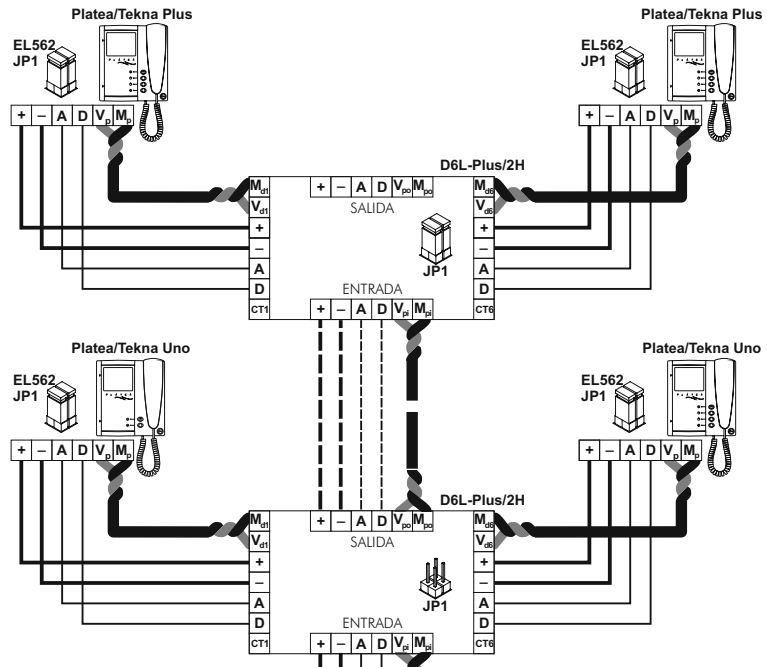 Platea/Tekna Plus
Platea/Tekna Plus
EL562
JP1
EL562
JP1
+ – A D Vp Mp
+ – A D Vp Mp
D6L-Plus/2H
Md1 + – A D Vpo Mpo Md6
Vd1 SALIDA Vd6
+ +
– –
A JP1 A
D ENTRADA D
CT1 + – A D Vpi Mpi CT6
Platea/Tekna Uno
Platea/Tekna Uno
EL562
JP1
EL562
JP1
+ – A D Vp Mp
+ – A D Vp Mp
D6L-Plus/2H
Md1 + – A D Vpo Mpo Md6
Vd1 SALIDA Vd6
+ +
– –
A JP1 A
D ENTRADA D
CT1 + – A D Vpi Mpi CT6